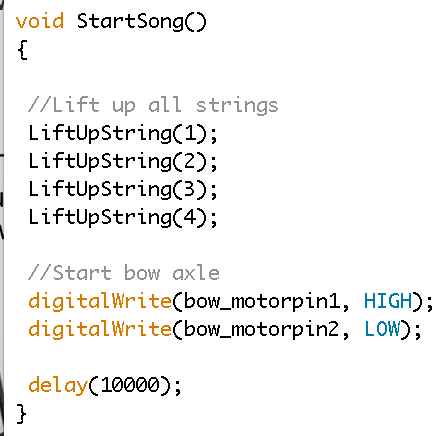 void StartSong()
{
//Lift up all strings
LiftUpString(1);
LiftUpString(2);
LiftUpString(3);
LiftUpString(4);
//Start bow axle
digitalWrite(bow_motorpin1, HIGH);
digitalWrite(bow_motorpin2, LOW);
delay(10000);
}